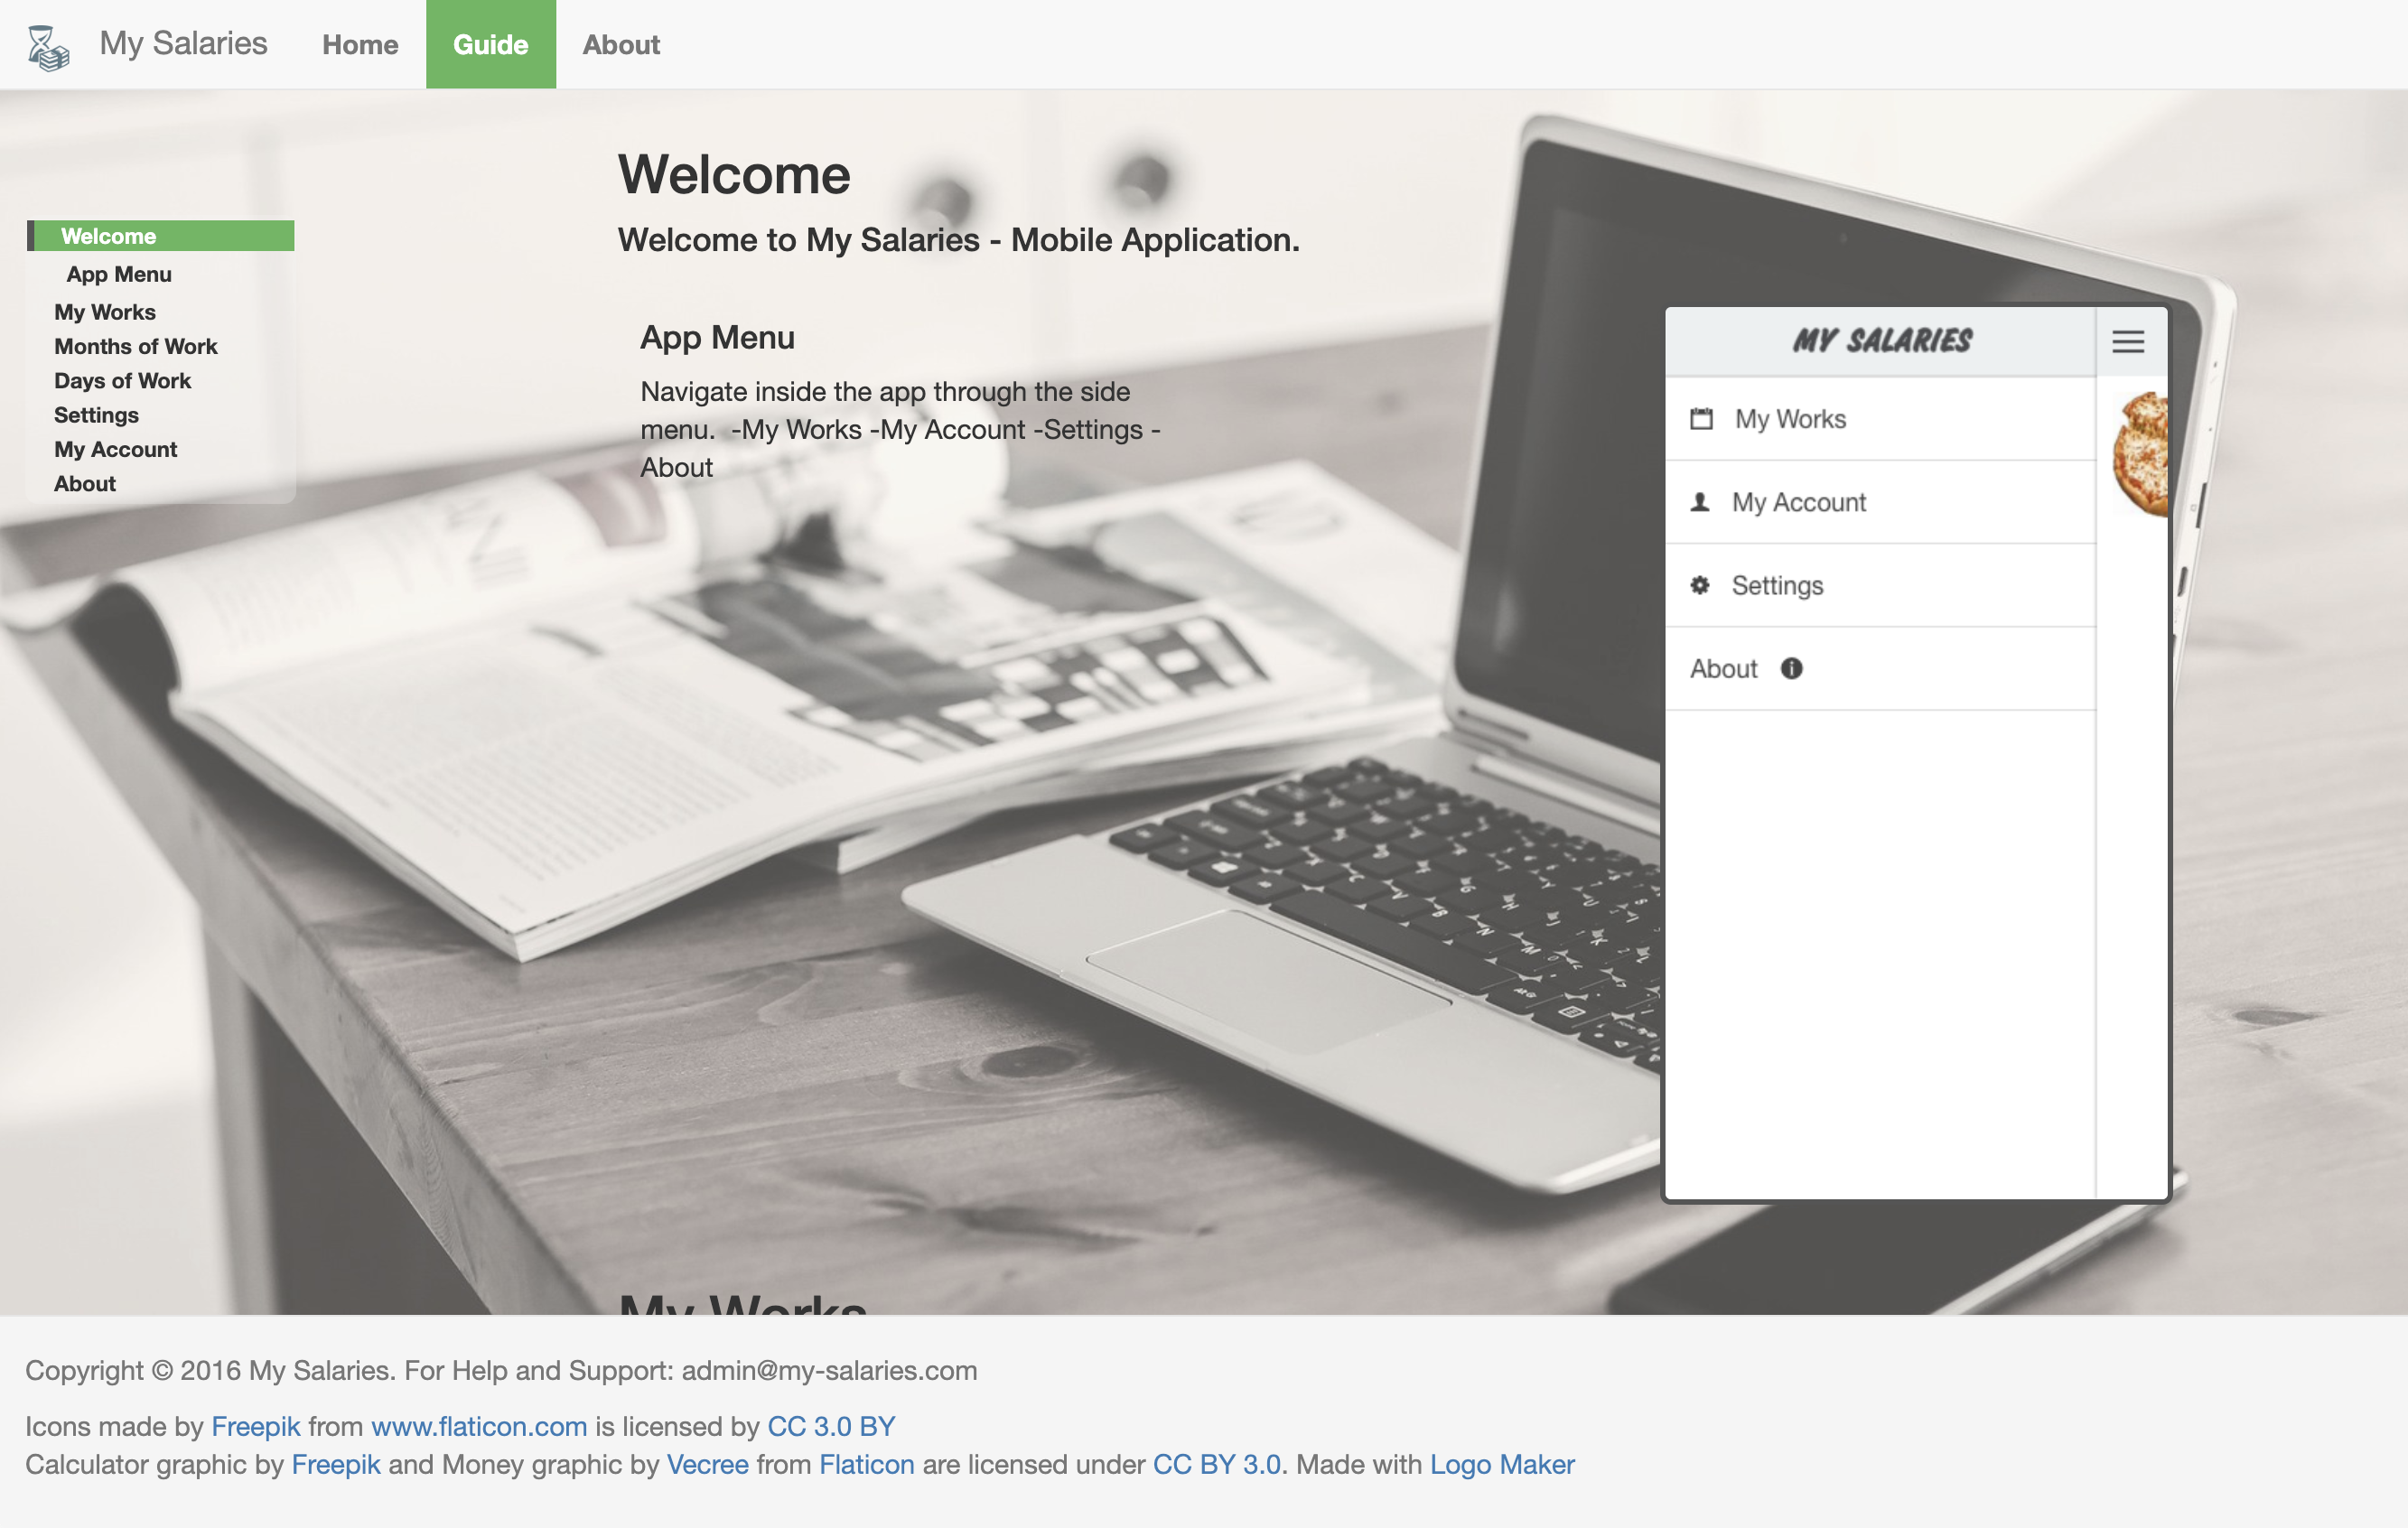 My Salaries Home Guide About
Welcome
Welcome to My Salaries - Mobile Application.
Welcome
App Menu
My Works
Months of Work
Days of Work
Settings
My Account
About
App Menu
Navigate inside the app through the side
menu.  -My Works -My Account -Settings -
About
MY SALARIES
My Works
My Account
Settings
About
My Works
Copyright © 2016 My Salaries. For Help and Support: admin@my-salaries.com
Icons made by Freepik from www.flaticon.com is licensed by CC 3.0 BY
Calculator graphic by Freepik and Money graphic by Vecree from Flaticon are licensed under CC BY 3.0. Made with Logo Maker